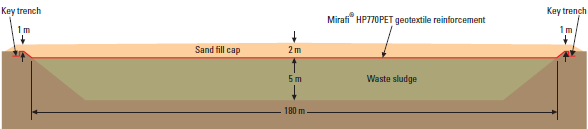 Key trench
Mirafi® HP770PET geotextile reinforcement
Key trench
1 m
1 m
Sand fill cap
2 m
5 m
Waste sludge
180 m